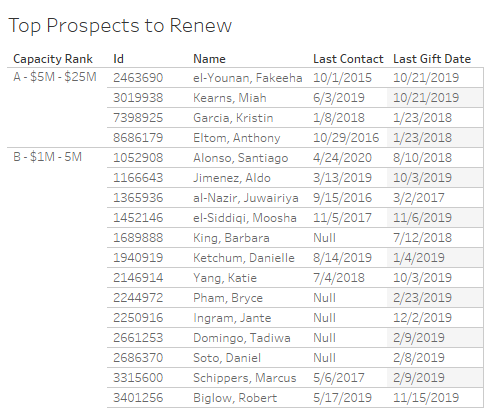 Top Prospects to Renew
Capacity Rank Id Name Last Contact Last Gift Date
A - $5M - $25M 2463690 el-Younan, Fakeeha 10/1/2015 10/21/2019
3019938 Kearns, Miah 6/3/2019 10/21/2019
7398925 Garcia, Kristin 1/8/2018 1/23/2018
8686179 Eltom, Anthony 10/29/2016 1/23/2018
B - $1M - 5M 1052908 Alonso, Santiago 4/24/2020 8/10/2018
1166643 Jimenez, Aldo 3/13/2019 10/3/2019
1365936 al-Nazir, Juwairiya 9/15/2016 3/2/2017
1452146 el-Siddiqi, Moosha 11/5/2017 11/6/2019
1689888 King, Barbara Null 7/12/2018
1940919 Ketchum, Danielle 8/14/2019 1/4/2019
2146914 Yang, Katie 7/4/2018 10/3/2019
2244972 Pham, Bryce Null 2/23/2019
2250916 Ingram, Jante Null 12/2/2019
2661253 Domingo, Tadiwa Null 2/9/2019
2686370 Soto, Daniel Null 2/8/2019
3315600 Schippers, Marcus 5/6/2017 2/9/2019
3401256 Biglow, Robert 5/17/2019 11/15/2019